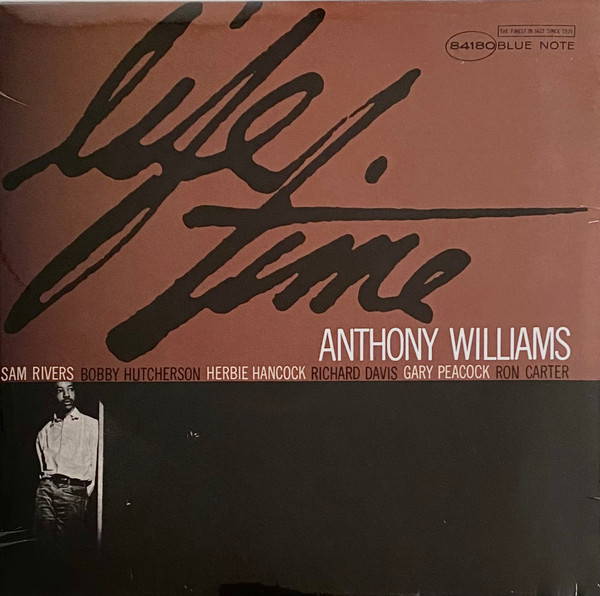 THE FINEST IN JAZZ SINCE 1939
84180 BLUE NOTE
life
time
ANTHONY WILLIAMS
SAM RIVERS BOBBY HUTCHERSON HERBIE HANCOCK RICHARD DAVIS GARY PEACOCK RON CARTER